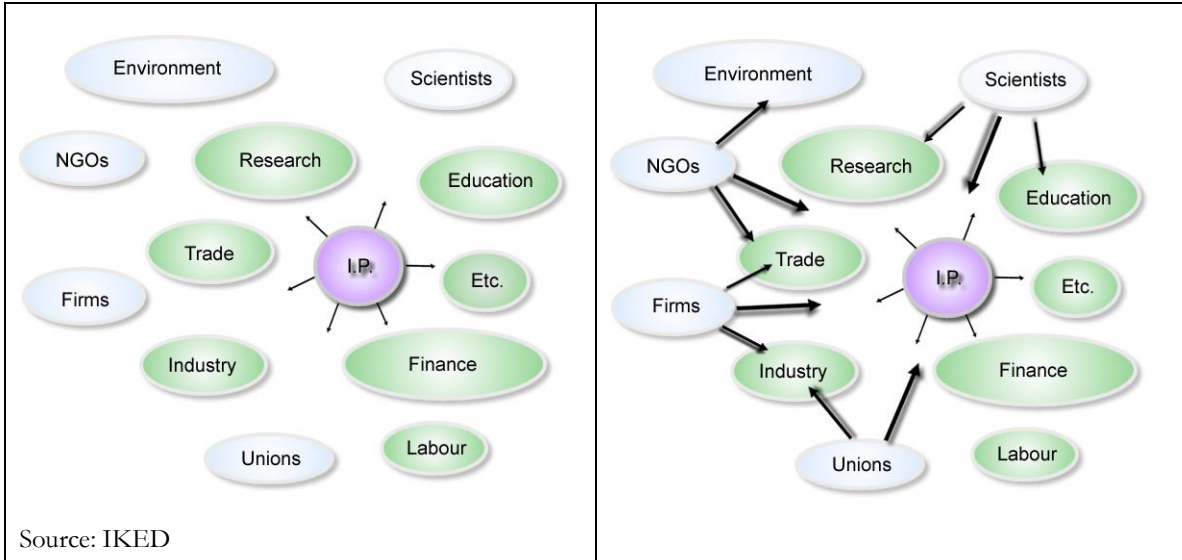 Environment
Scientists
NGOs
Research
Education
Trade
I.P.
Etc.
Firms
Industry
Finance
Labour
Unions
Source: IKED
Environment
Scientists
NGOs
Research
Education
Trade
I.P.
Etc.
Firms
Industry
Finance
Labour
Unions